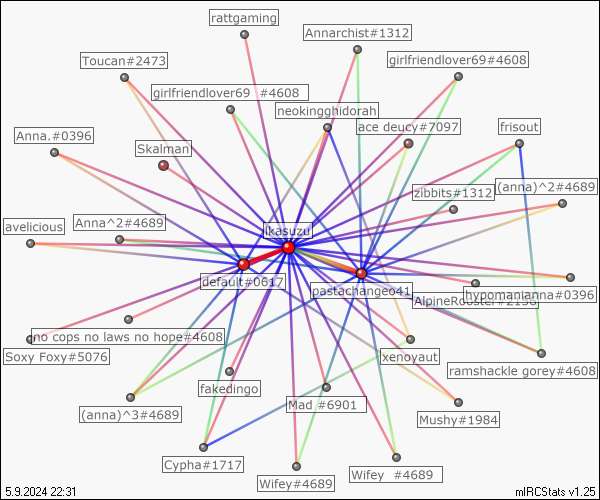 rattgaming
Annarchist#1312
Toucan#2473
girlfriendlover69#4608
girlfriendlover69 #4608
neokingghidorah
ace deucy#7097
frisout
Anna.#0396
Skalman
zibbits#1312
(anna)^2#4689
avelicious
Anna^2#4689
likasuzu
default#0617
pastachangeo41
hypomanianna#0396
no cops no laws no hope#4608
Soxy Foxy#5076
xenoyaut
ramshackle gorey#4608
fakedingo
(anna)^3#4689
Mad #6901
Mushy#1984
Cypha#1717
Wifey#4689
Wifey #4689
5.9.2024 22:31
mIRCStats v1.25